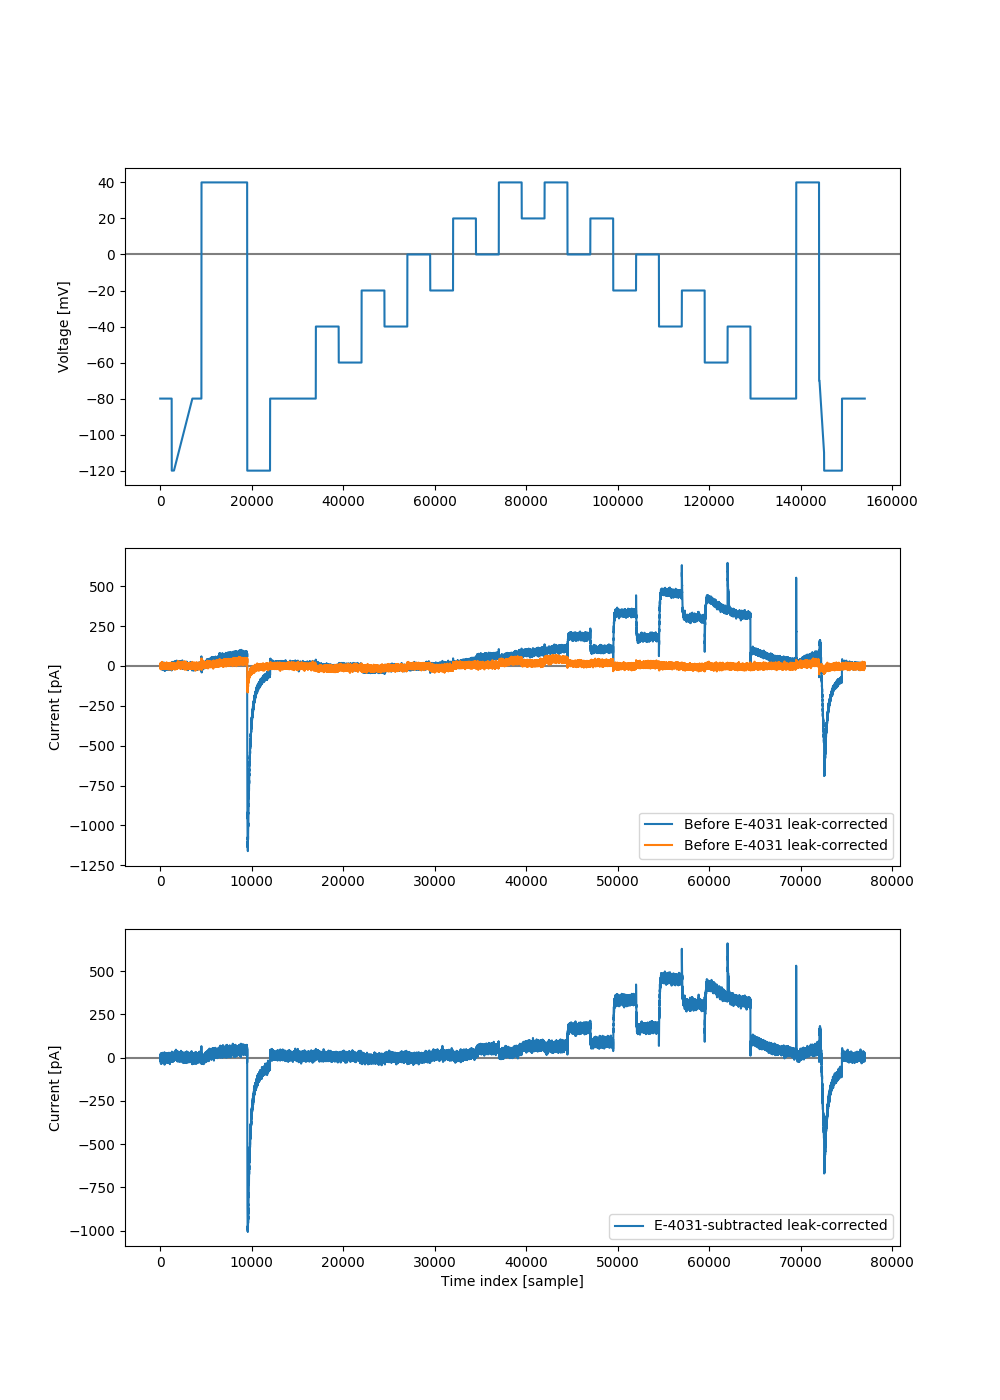 40
20
0
−20
−40
−60
−80
−100
−120
Voltage [mV]
0 20000 40000 60000 80000 100000 120000 140000 160000
500
250
0
−250
−500
−750
−1000
−1250
Current [pA]
Before E-4031 leak-corrected
Before E-4031 leak-corrected
0 10000 20000 30000 40000 50000 60000 70000 80000
500
250
0
−250
−500
−750
−1000
Current [pA]
E-4031-subtracted leak-corrected
0 10000 20000 30000 40000 50000 60000 70000 80000
Time index [sample]